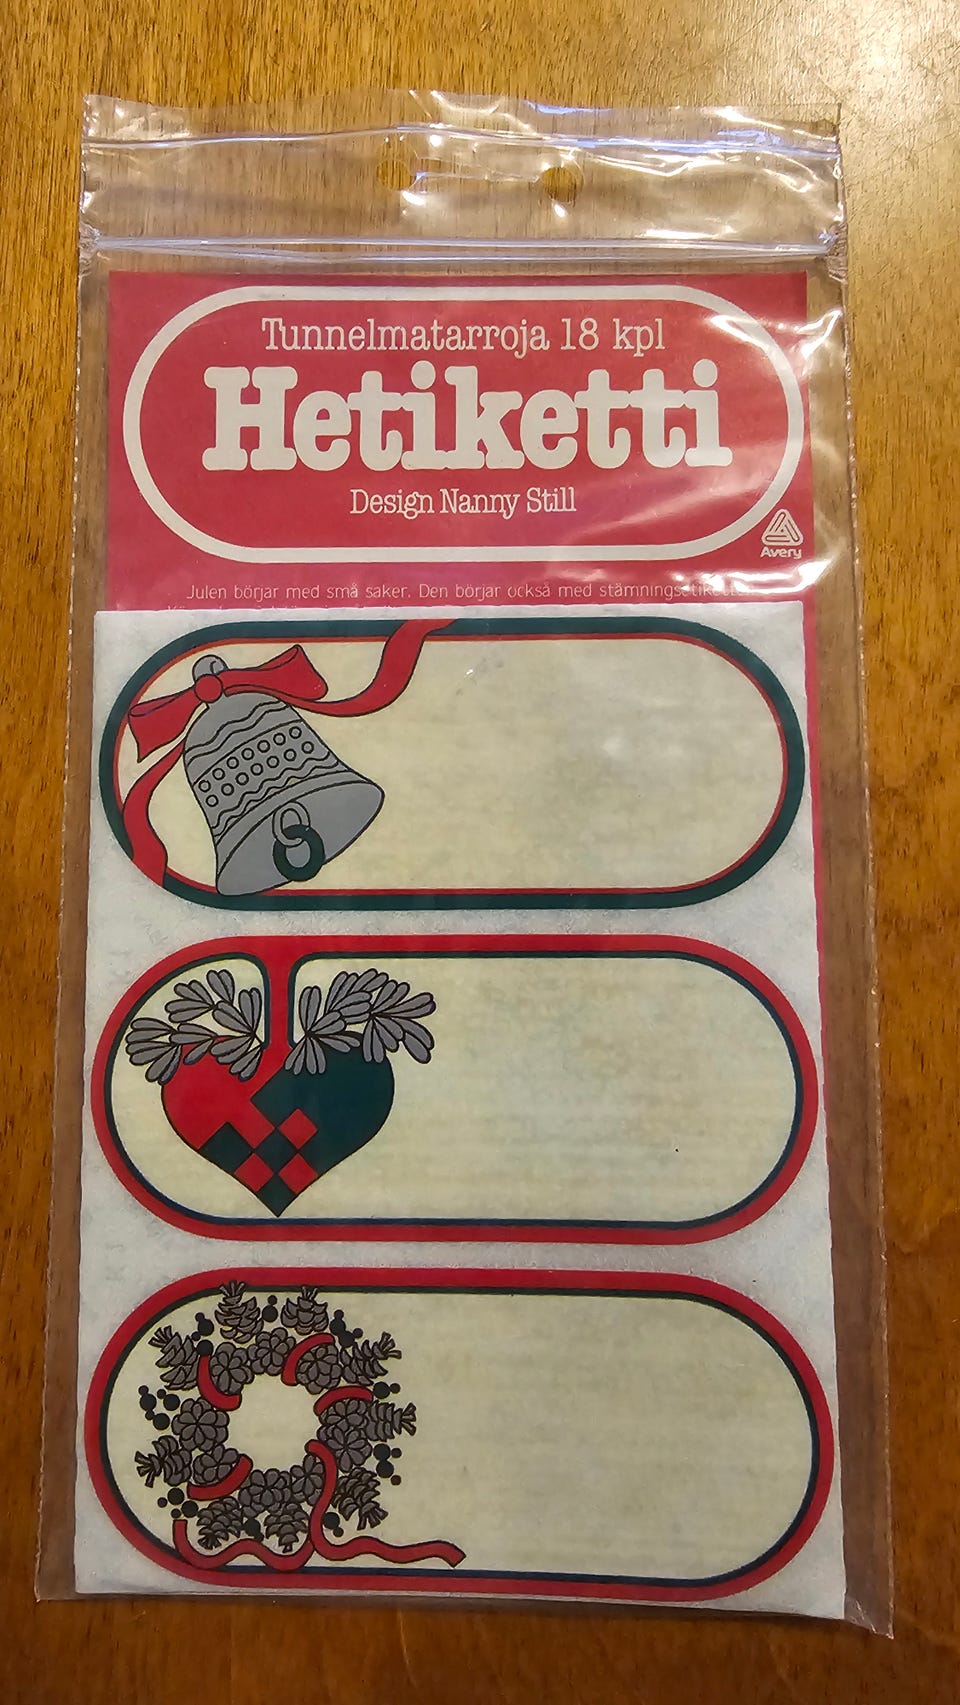 Tunnelmatarroja 18 kpl
Hetiketti
Design Nanny Still
Avery
Julen börjar med små saker. Den börjar också med stämningsetiketter.